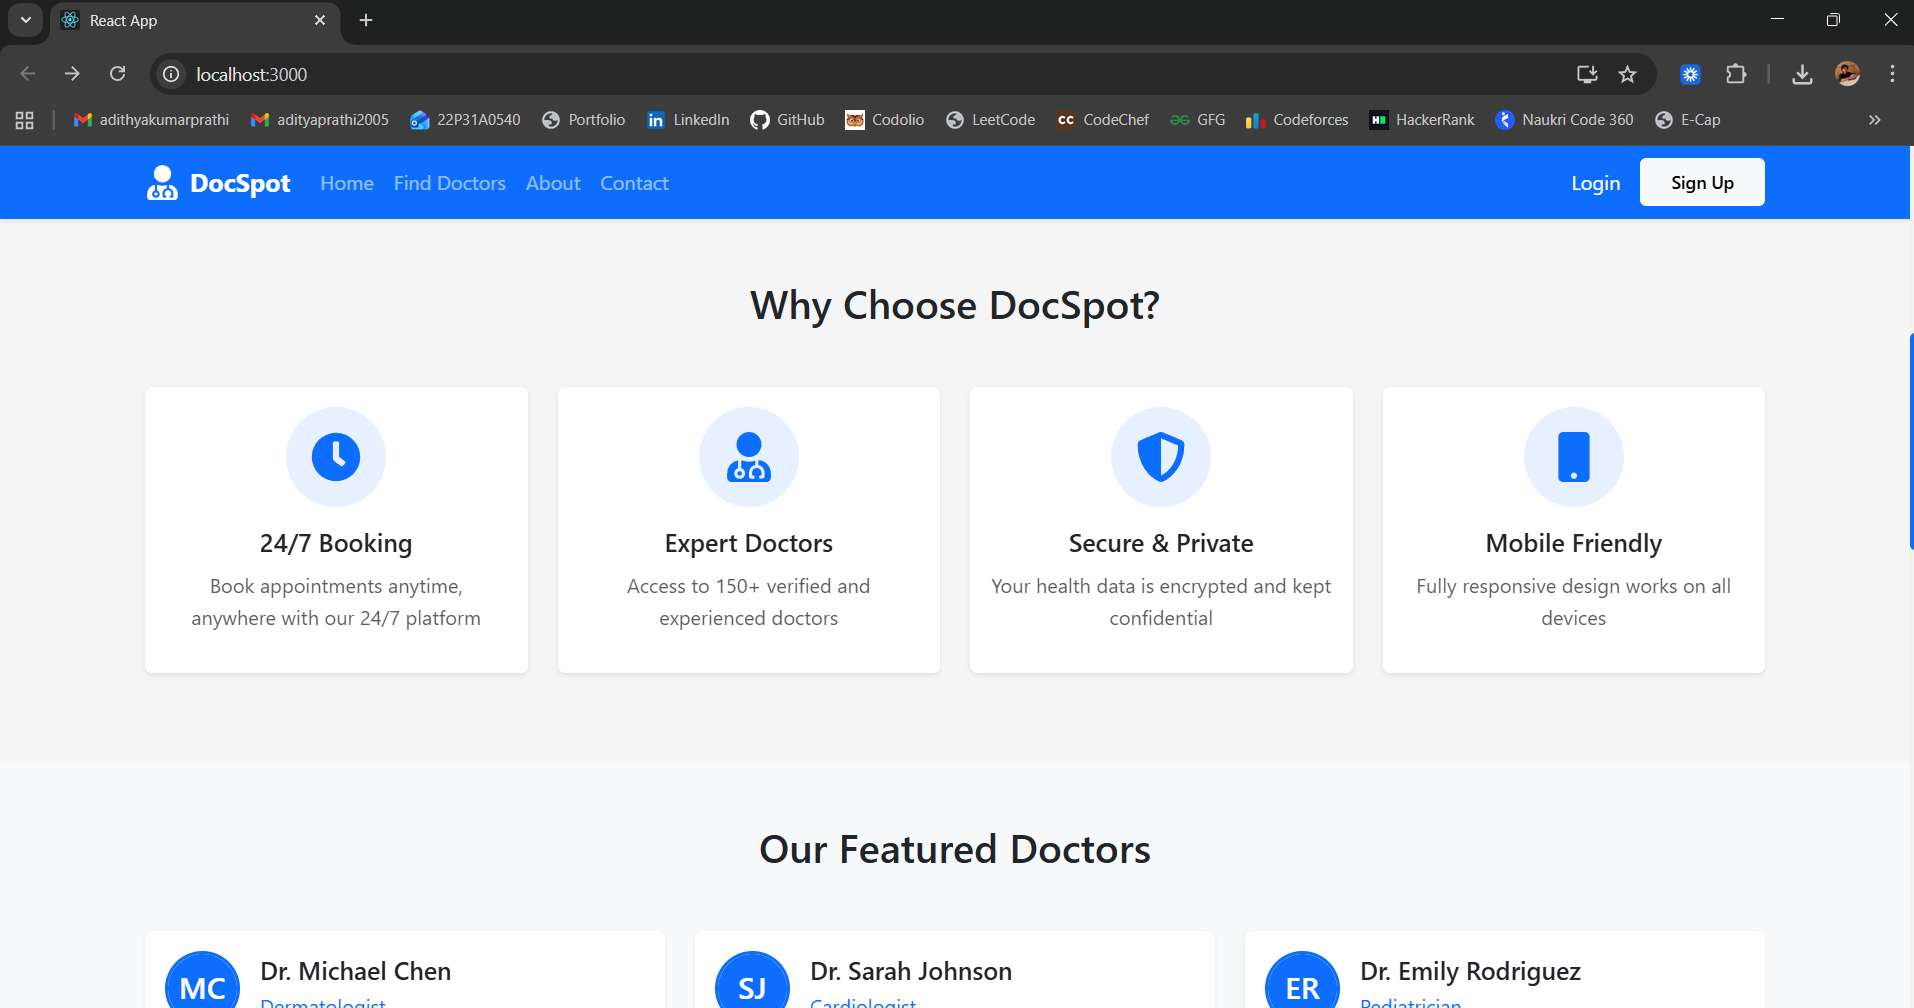 React App
localhost:3000
adithyakumarprathi
adityaprathi2005
22P31A0540
Portfolio
LinkedIn
GitHub
Codolio
CC CodeChef
LeetCode
GFG
Codeforces
H HackerRank
Naukri Code 360
E-Cap
DocSpot
Home
Find Doctors
About
Contact
Login
Sign Up
Why Choose DocSpot?
24/7 Booking
Book appointments anytime,
anywhere with our 24/7 platform
Expert Doctors
Access to 150+ verified and
experienced doctors
Secure & Private
Your health data is encrypted and kept
confidential
Mobile Friendly
Fully responsive design works on all
devices
Our Featured Doctors
MC
Dr. Michael Chen
Dermatologist
SJ
Dr. Sarah Johnson
Cardiologist
ER
Dr. Emily Rodriguez
Pediatrician